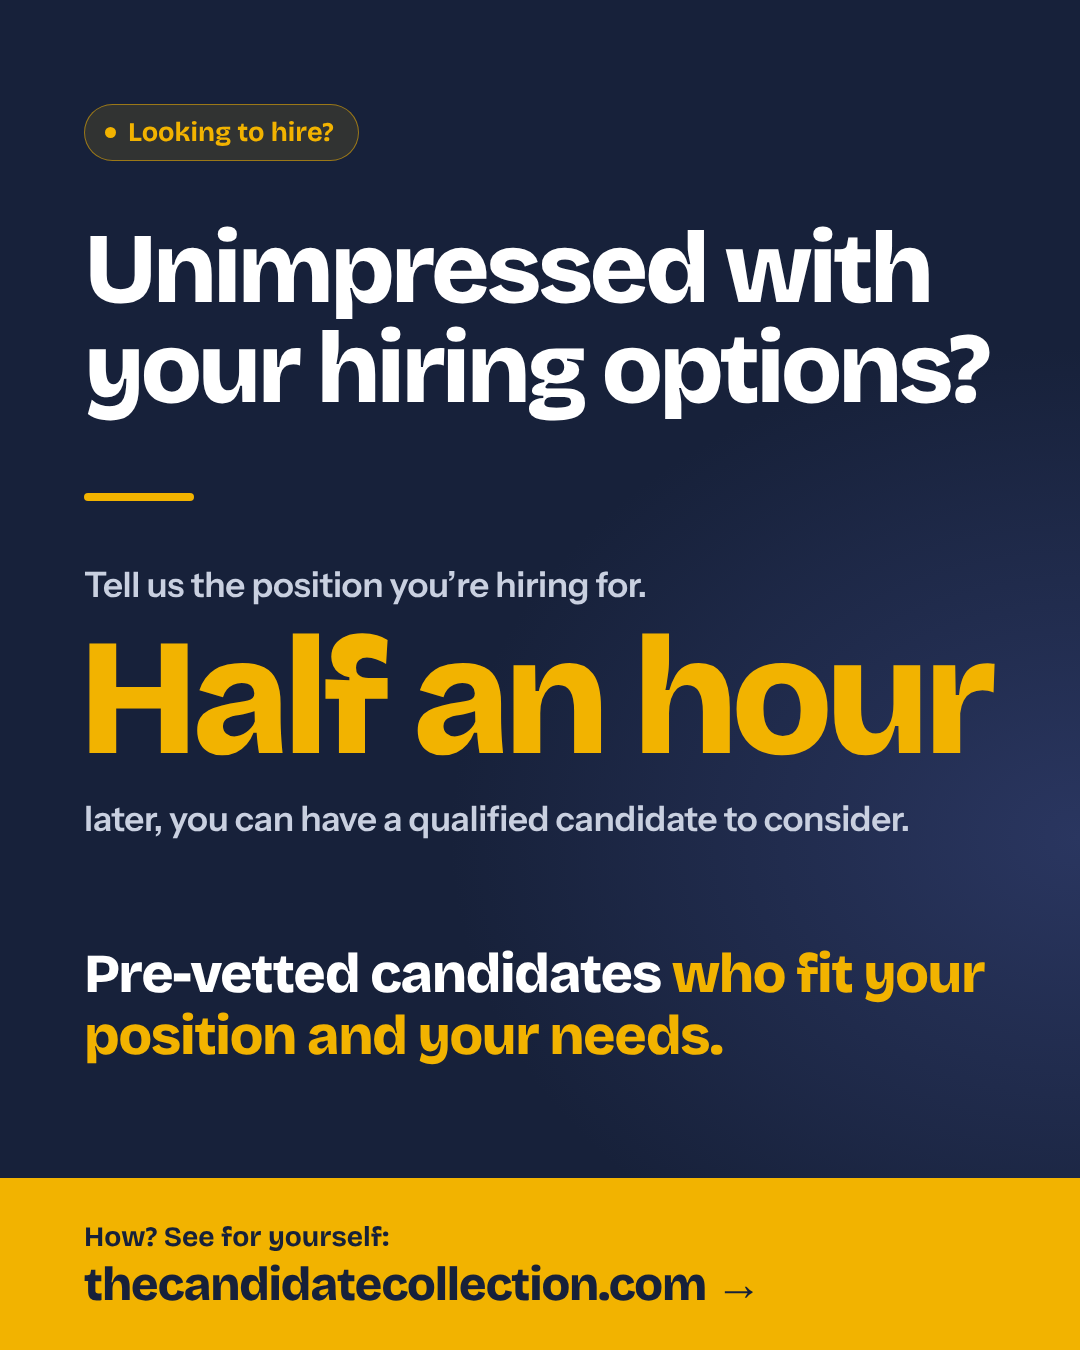 Looking to hire?
Unimpressed with
your hiring options?
Tell us the position you’re hiring for.
Half an hour
later, you can have a qualified candidate to consider.
Pre-vetted candidates who fit your
position and your needs.
How? See for yourself:
thecandidatecollection.com →